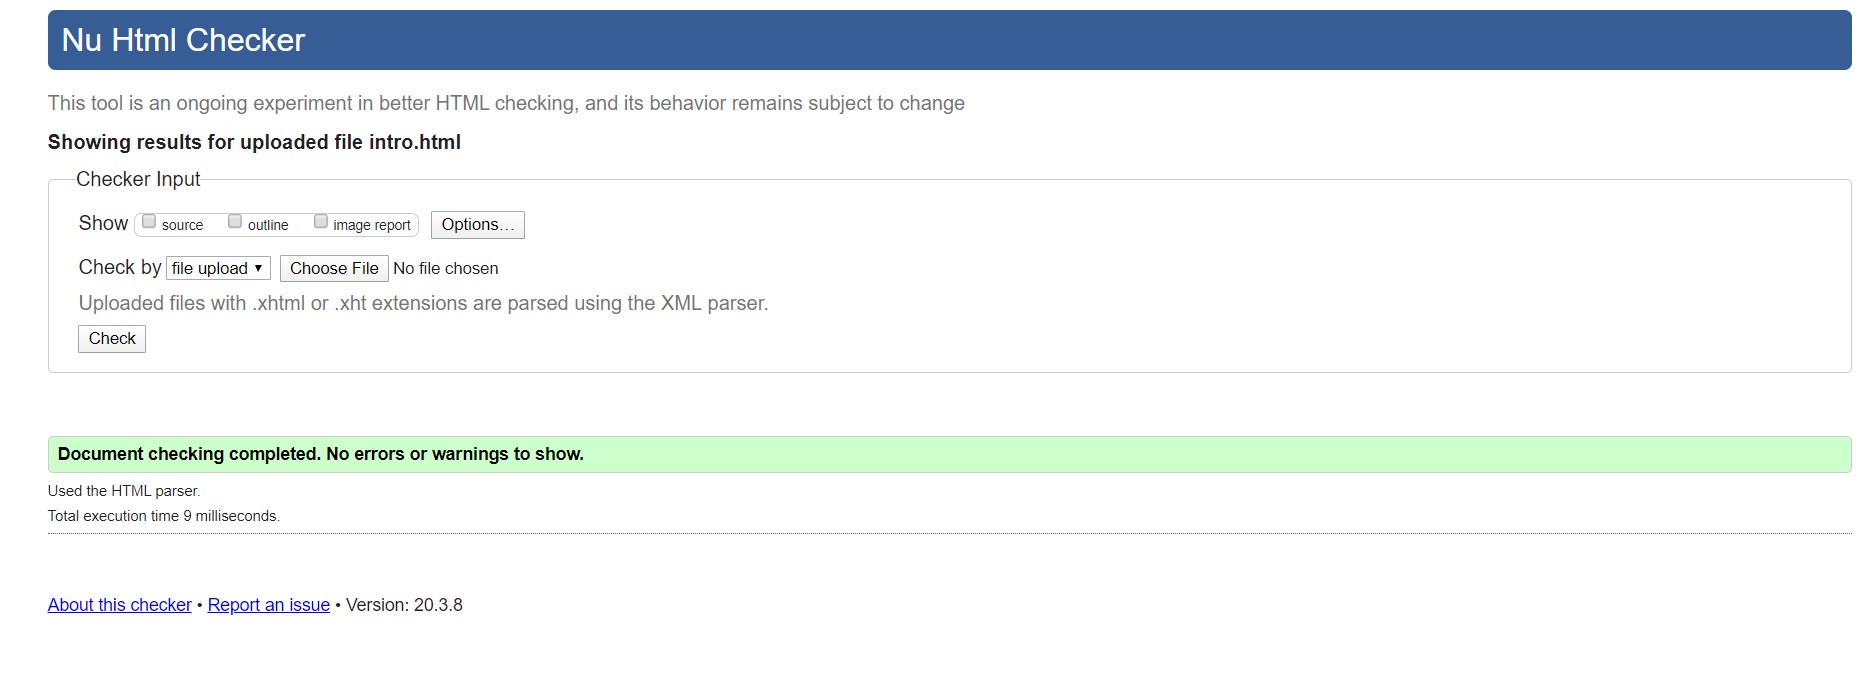 Nu Html Checker
This tool is an ongoing experiment in better HTML checking, and its behavior remains subject to change
Showing results for uploaded file intro.html
Checker Input
Show source outline image report Options...
Check by file upload Choose File No file chosen
Uploaded files with .xhtml or .xht extensions are parsed using the XML parser.
Check
Document checking completed. No errors or warnings to show.
Used the HTML parser.
Total execution time 9 milliseconds.
About this checker • Report an issue • Version: 20.3.8